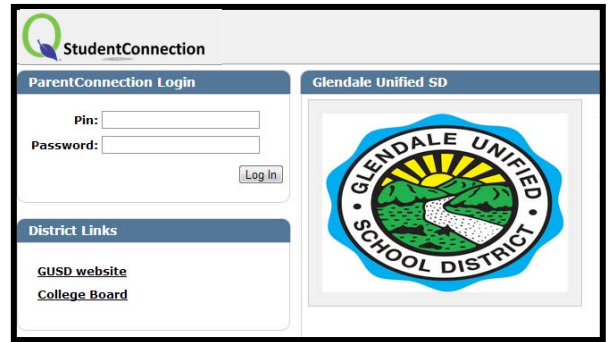 StudentConnection
ParentConnection Login
Pin:
Password:
Log In
District Links
GUSD website
College Board
Glendale Unified SD
GLENDALE UNIFIED
• SCHOOL DISTRICT •